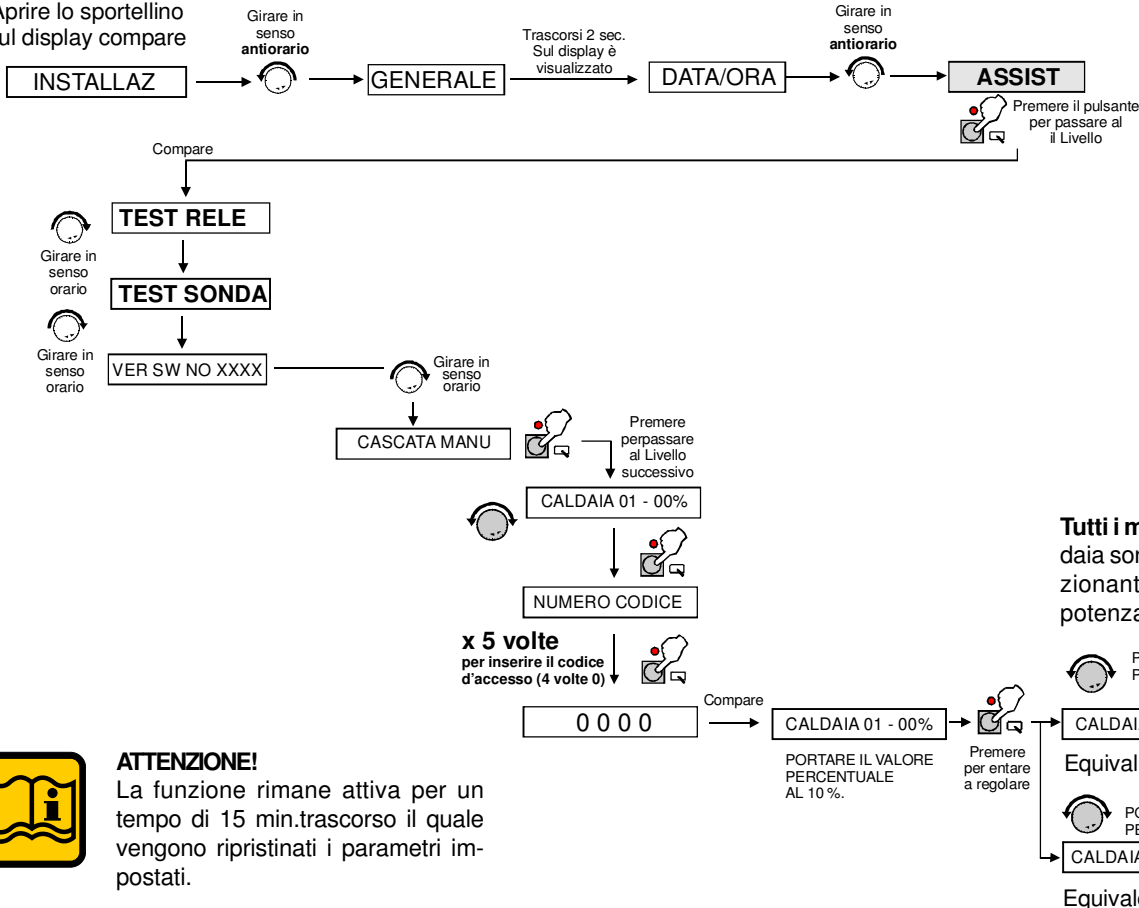 Aprire lo sportellino
sul display compare
INSTALLAZ
Girare in
senso
antiorario
GENERALE
Trascorsi 2 sec.
Sul display è
visualizzato
DATA/ORA
Girare in
senso
antiorario
ASSIST
Premere il pulsante
per passare al
il Livello
Compare
TEST RELE
Girare in
senso
orario
TEST SONDA
Girare in
senso
orario
VER SW NO XXXX
Girare in
senso
orario
CASCATA MANU
Premere
perpassare
al Livello
successivo
CALDAIA 01 - 00%
NUMERO CODICE
x 5 volte
per inserire il codice
d'accesso (4 volte 0)
0 0 0 0
Compare
CALDAIA 01 - 00%
PORTARE IL VALORE
PERCENTUALE
AL 10 %.
Premere
per entare
a regolare
Tutti i m
daia sor
zionant
potenza
CALDAIA
Equival
CALDAIA
Equivale
ATTENZIONE!
La funzione rimane attiva per un
tempo di 15 min.trascorso il quale
vengono ripristinati i parametri im-
postati.